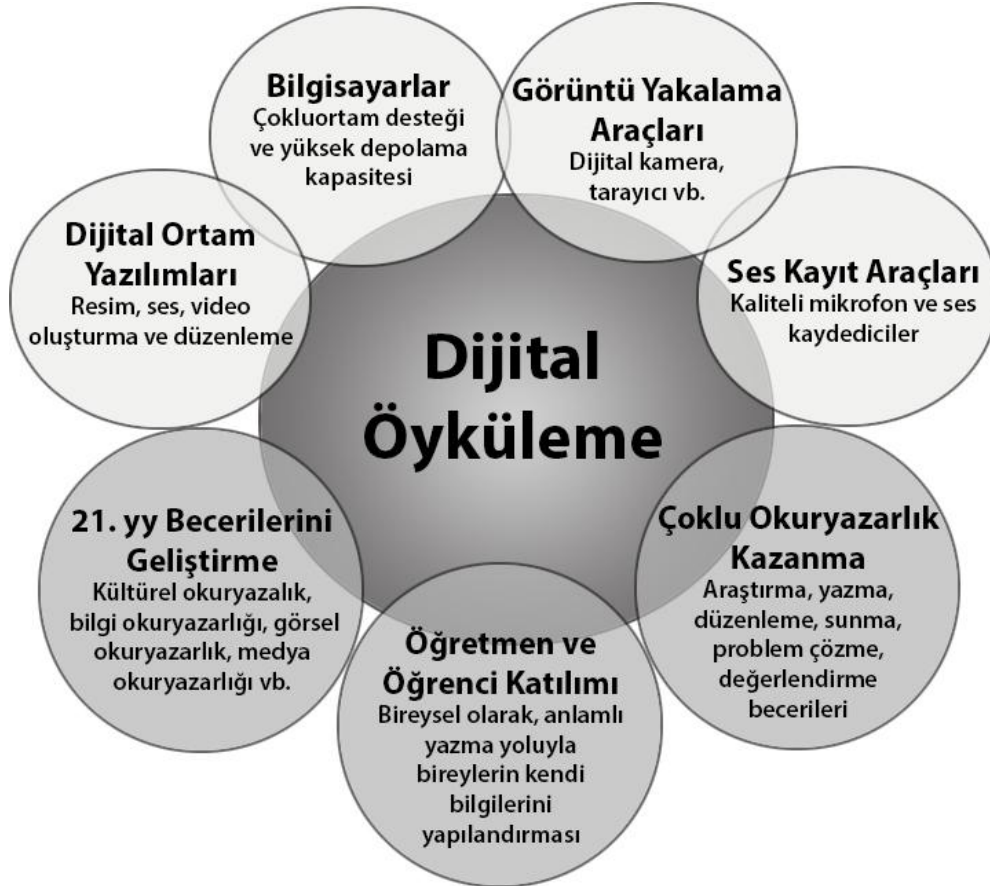 Bilgisayarlar
Çokluortam desteği
ve yüksek depolama
kapasitesi
Görüntü Yakalama
Araçları
Dijital kamera,
tarayıcı vb.
Dijital Ortam
Yazılımları
Resim, ses, video
oluşturma ve düzenleme
Ses Kayıt Araçları
Kaliteli mikrofon ve ses
kaydediciler
Dijital
Öyküleme
21. yy Becerilerini
Geliştirme
Kültürel okuryazalık,
bilgi okuryazarlığı, görsel
okuryazarlık, medya
okuryazarlığı vb.
Öğretmen ve
Öğrenci Katılımı
Bireysel olarak, anlamlı
yazma yoluyla
bireylerin kendi
bilgilerini
yapılandırması
Çoklu Okuryazarlık
Kazanma
Araştırma, yazma,
düzenleme, sunma,
problem çözme,
değerlendirme
becerileri